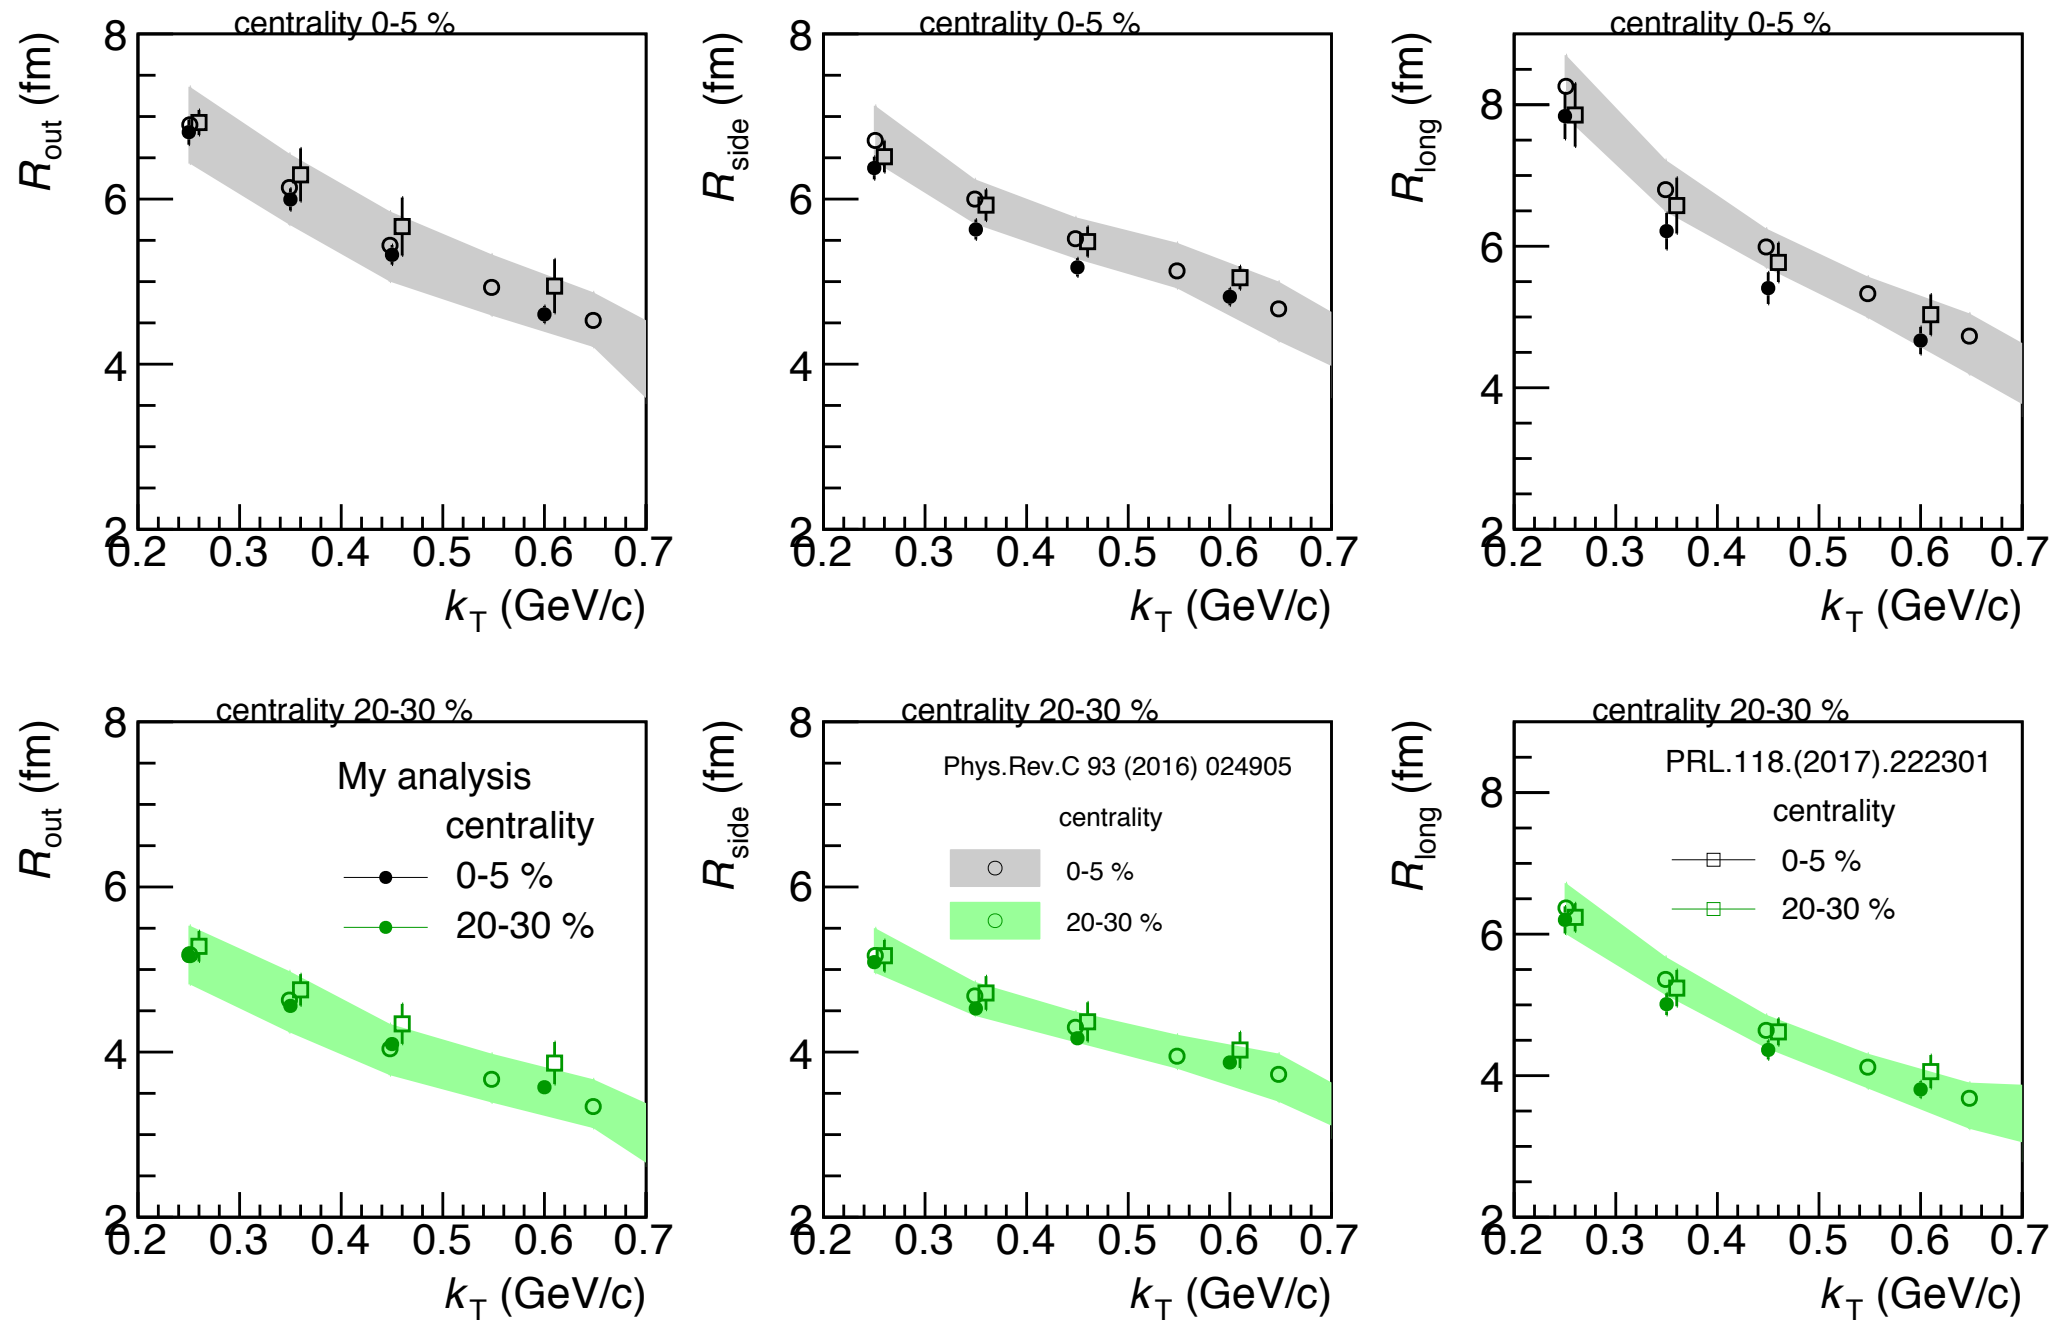 centrality 0-5 %
8
6
4
2
R_out (fm)
0.2 0.3 0.4 0.5 0.6 0.7
k_T (GeV/c)
centrality 0-5 %
8
6
4
2
R_side (fm)
0.2 0.3 0.4 0.5 0.6 0.7
k_T (GeV/c)
centrality 0-5 %
8
6
4
2
R_long (fm)
0.2 0.3 0.4 0.5 0.6 0.7
k_T (GeV/c)
centrality 20-30 %
8
6
4
2
R_out (fm)
My analysis
centrality
0-5 %
20-30 %
0.2 0.3 0.4 0.5 0.6 0.7
k_T (GeV/c)
centrality 20-30 %
8
6
4
2
R_side (fm)
Phys.Rev.C 93 (2016) 024905
centrality
0-5 %
20-30 %
0.2 0.3 0.4 0.5 0.6 0.7
k_T (GeV/c)
centrality 20-30 %
8
6
4
2
R_long (fm)
PRL.118.(2017).222301
centrality
0-5 %
20-30 %
0.2 0.3 0.4 0.5 0.6 0.7
k_T (GeV/c)